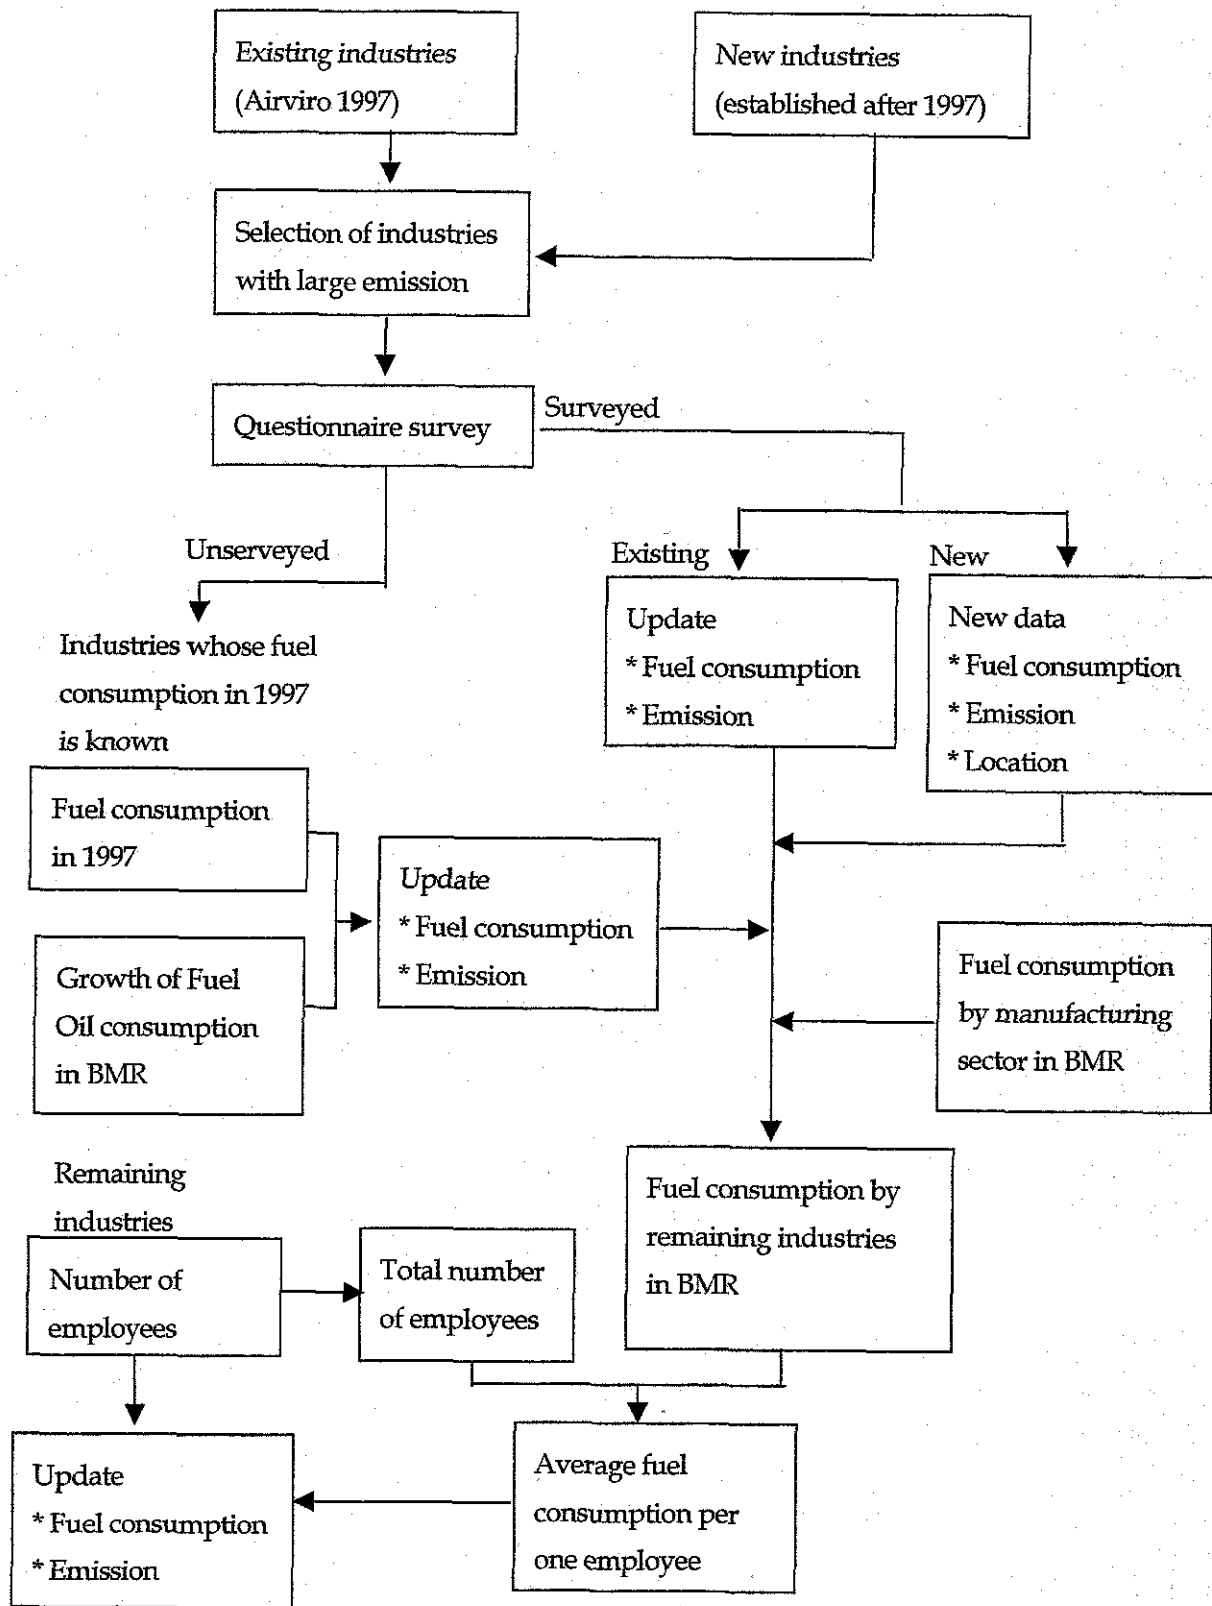 Existing industries
(Airviro 1997)
New industries
(established after 1997)
Selection of industries
with large emission
Questionnaire survey
Surveyed
Unserveyed
Existing
New
Industries whose fuel
consumption in 1997
is known
Update
* Fuel consumption
* Emission
New data
* Fuel consumption
* Emission
* Location
Fuel consumption
in 1997
Growth of Fuel
Oil consumption
in BMR
Update
* Fuel consumption
* Emission
Fuel consumption
by manufacturing
sector in BMR
Remaining
industries
Number of
employees
Total number
of employees
Fuel consumption by
remaining industries
in BMR
Update
* Fuel consumption
* Emission
Average fuel
consumption per
one employee